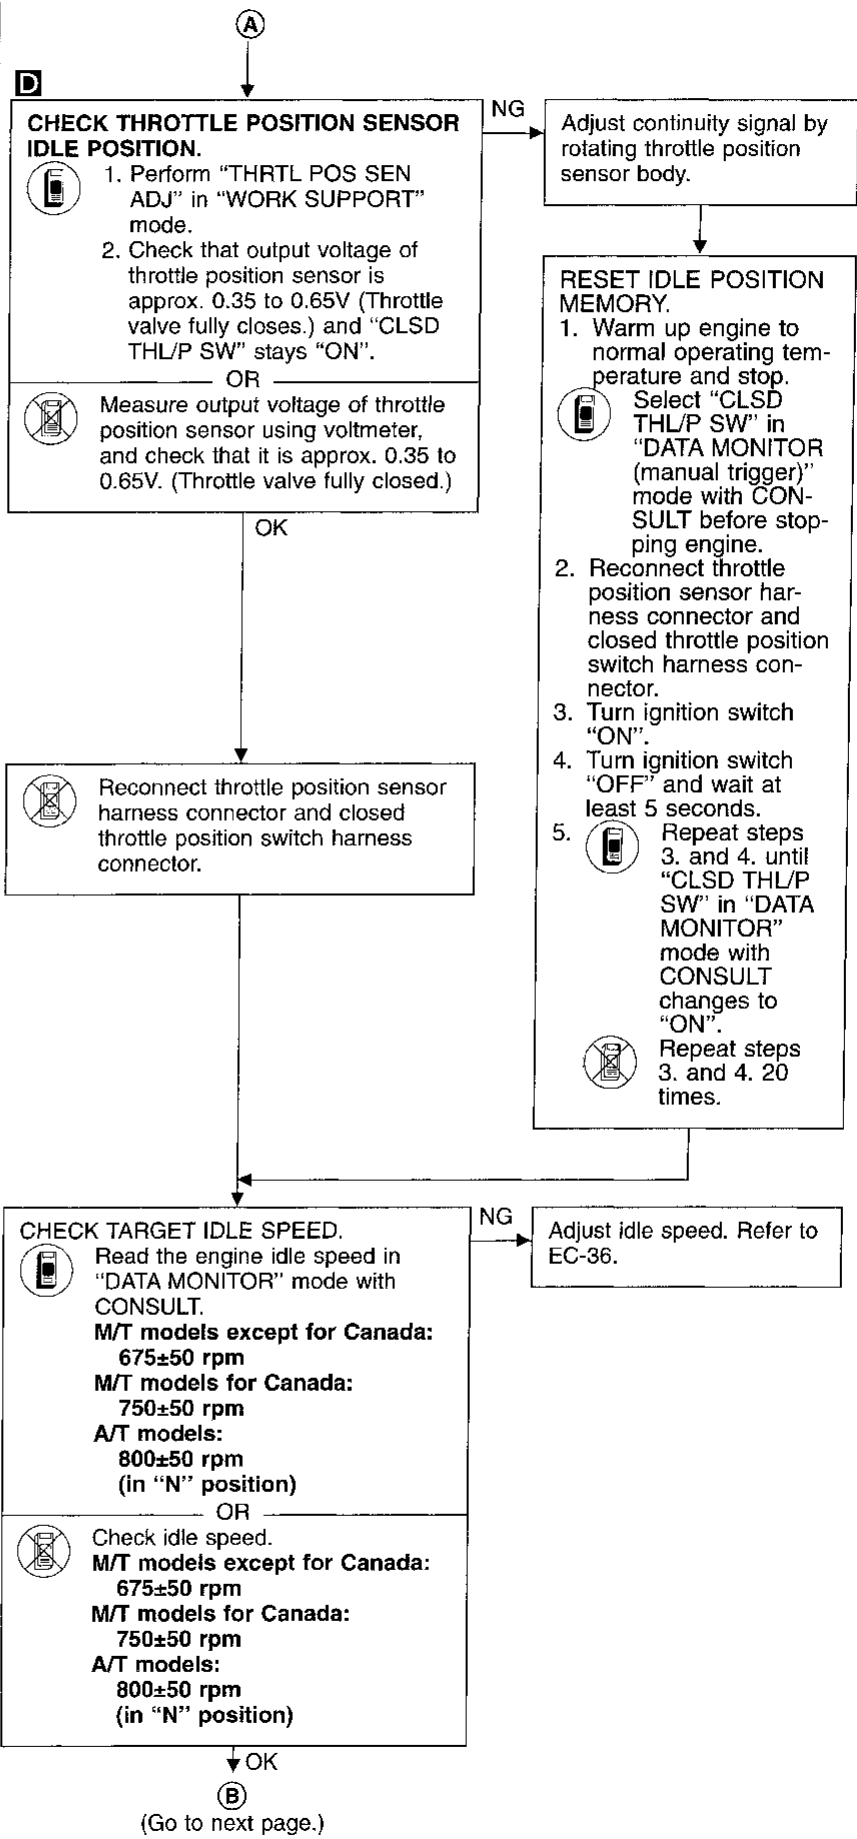 A
D
CHECK THROTTLE POSITION SENSOR
IDLE POSITION.
1. Perform “THRTL POS SEN
ADJ” in “WORK SUPPORT”
mode.
2. Check that output voltage of
throttle position sensor is
approx. 0.35 to 0.65V (Throttle
valve fully closes.) and “CLSD
THL/P SW” stays “ON”.
OR
Measure output voltage of throttle
position sensor using voltmeter,
and check that it is approx. 0.35 to
0.65V. (Throttle valve fully closed.)
NG
Adjust continuity signal by
rotating throttle position
sensor body.
RESET IDLE POSITION
MEMORY.
1. Warm up engine to
normal operating tem-
perature and stop.
Select “CLSD
THL/P SW” in
“DATA MONITOR
(manual trigger)”
mode with CON-
SULT before stop-
ping engine.
2. Reconnect throttle
position sensor har-
ness connector and
closed throttle position
switch harness con-
nector.
3. Turn ignition switch
“ON”.
4. Turn ignition switch
“OFF” and wait at
least 5 seconds.
5. Repeat steps
3. and 4. until
“CLSD THL/P
SW” in “DATA
MONITOR”
mode with
CONSULT
changes to
“ON”.
Repeat steps
3. and 4. 20
times.
OK
Reconnect throttle position sensor
harness connector and closed
throttle position switch harness
connector.
CHECK TARGET IDLE SPEED.
Read the engine idle speed in
“DATA MONITOR” mode with
CONSULT.
M/T models except for Canada:
675±50 rpm
M/T models for Canada:
750±50 rpm
A/T models:
800±50 rpm
(in “N” position)
OR
Check idle speed.
M/T models except for Canada:
675±50 rpm
M/T models for Canada:
750±50 rpm
A/T models:
800±50 rpm
(in “N” position)
NG
Adjust idle speed. Refer to
EC-36.
OK
B
(Go to next page.)